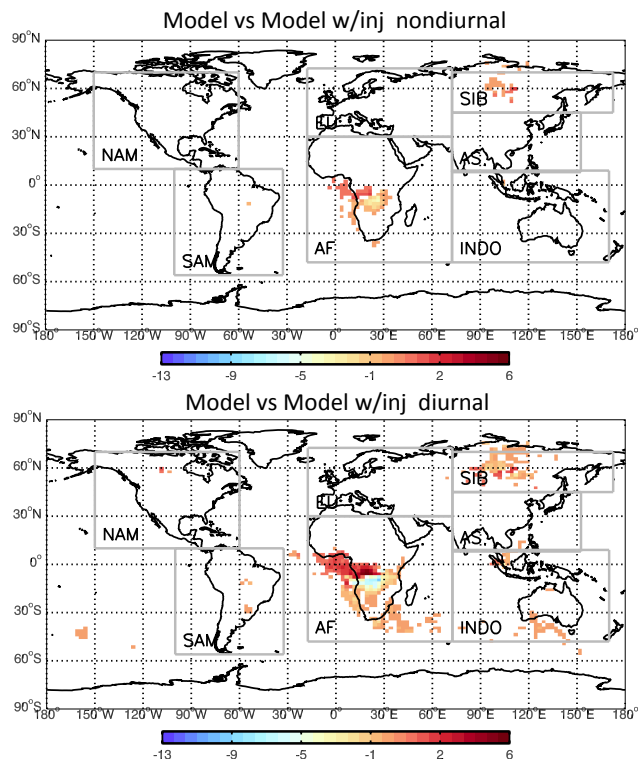 Model vs Model w/inj nondiurnal
90°N
60°N
30°N
0°
30°S
60°S
90°S
180° 150°W 120°W 90°W 60°W 30°W 0° 30°E 60°E 90°E 120°E 150°E 180°
NAM
SAM
EU
AF
SIB
AS
INDO
-13 -9 -5 -1 2 6
Model vs Model w/inj diurnal
90°N
60°N
30°N
0°
30°S
60°S
90°S
180° 150°W 120°W 90°W 60°W 30°W 0° 30°E 60°E 90°E 120°E 150°E 180°
NAM
SAM
EU
AF
SIB
AS
INDO
-13 -9 -5 -1 2 6